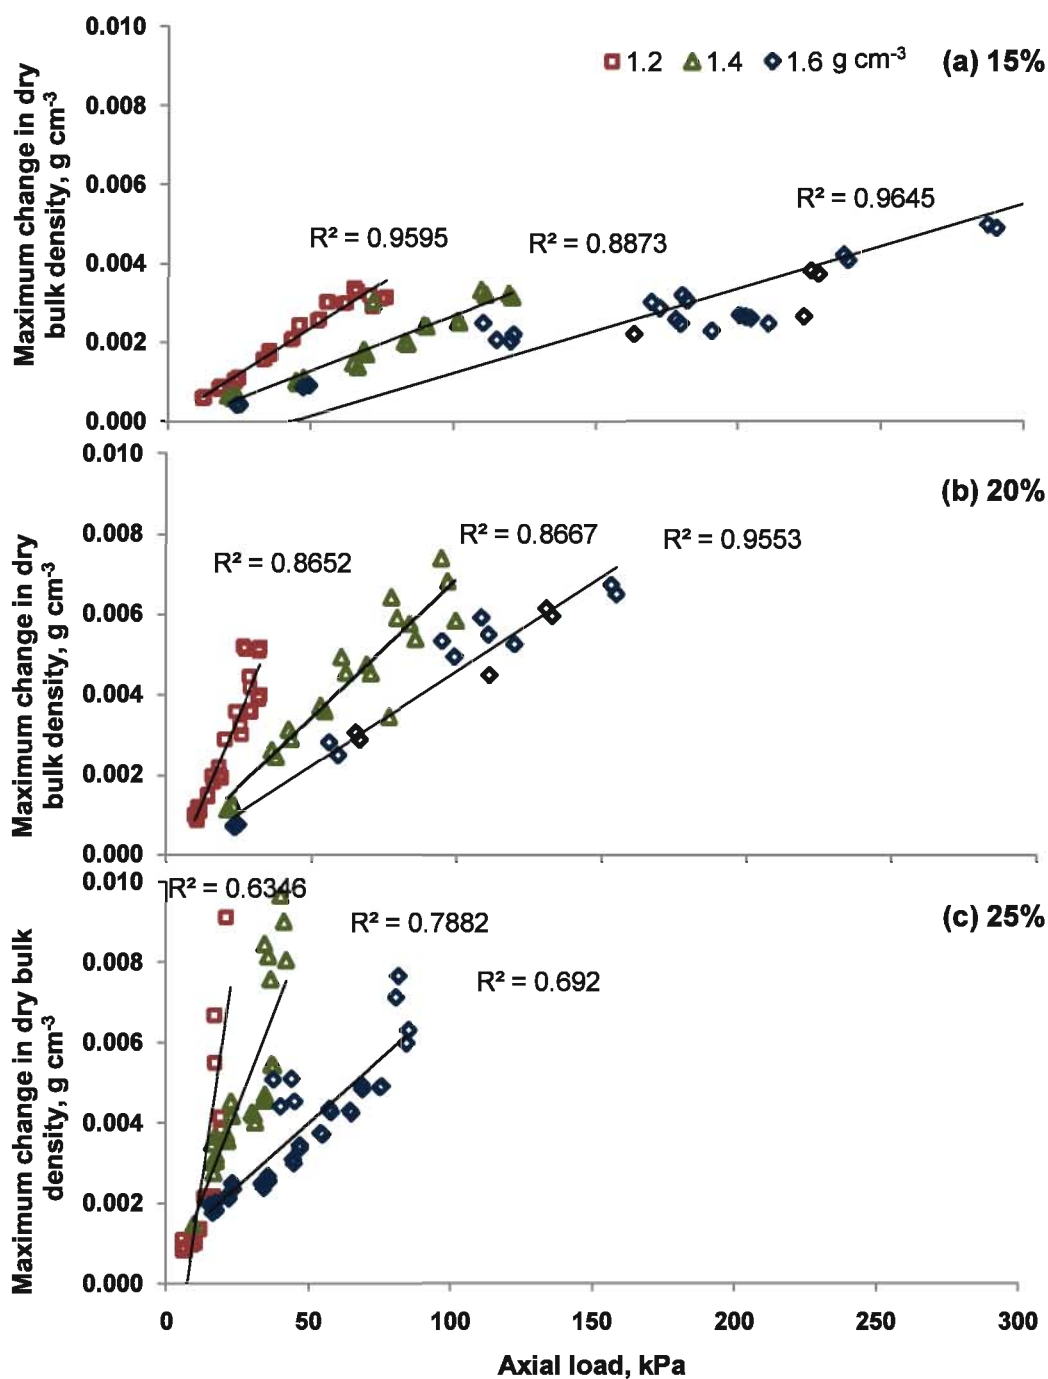 0.010
1.2 1.4 1.6 g cm⁻³ (a) 15%
0.008
0.006
0.004
0.002
0.000
Maximum change in dry
bulk density, g cm⁻³
R² = 0.9595
R² = 0.8873
R² = 0.9645
0.010
(b) 20%
0.008
0.006
0.004
0.002
0.000
Maximum change in dry
bulk density, g cm⁻³
R² = 0.8652
R² = 0.8667
R² = 0.9553
0.010
(c) 25%
0.008
0.006
0.004
0.002
0.000
Maximum change in dry bulk
density, g cm⁻³
R² = 0.6346
R² = 0.7882
R² = 0.692
0 50 100 150 200 250 300
Axial load, kPa